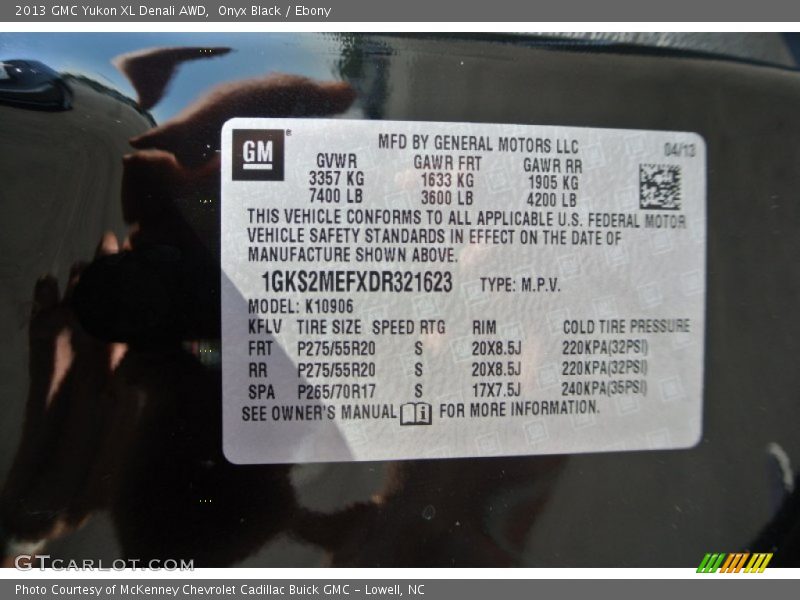 2013 GMC Yukon XL Denali AWD,  Onyx Black / Ebony
GM ®
MFD BY GENERAL MOTORS LLC 04/13
GVWR GAWR FRT GAWR RR
3357 KG 1633 KG 1905 KG
7400 LB 3600 LB 4200 LB
THIS VEHICLE CONFORMS TO ALL APPLICABLE U.S. FEDERAL MOTOR
VEHICLE SAFETY STANDARDS IN EFFECT ON THE DATE OF
MANUFACTURE SHOWN ABOVE.
1GKS2MEFXDR321623 TYPE: M.P.V.
MODEL: K10906
KFLV TIRE SIZE SPEED RTG RIM COLD TIRE PRESSURE
FRT P275/55R20 S 20X8.5J 220KPA(32PSI)
RR P275/55R20 S 20X8.5J 220KPA(32PSI)
SPA P265/70R17 S 17X7.5J 240KPA(35PSI)
SEE OWNER'S MANUAL i FOR MORE INFORMATION.
GTCARLOT.COM
Photo Courtesy of McKenney Chevrolet Cadillac Buick GMC - Lowell, NC